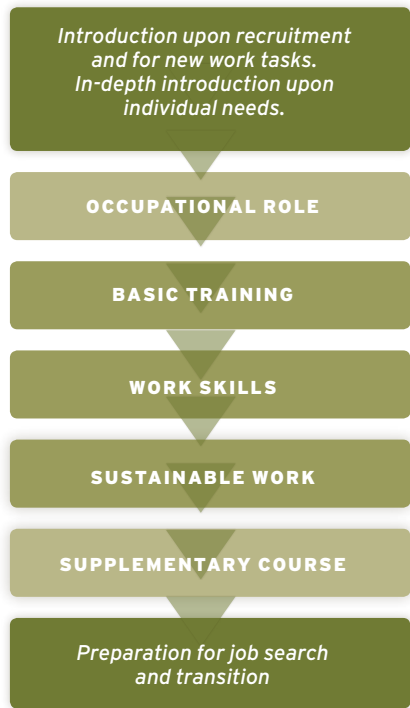 Introduction upon recruitment
and for new work tasks.
In-depth introduction upon
individual needs.
OCCUPATIONAL ROLE
BASIC TRAINING
WORK SKILLS
SUSTAINABLE WORK
SUPPLEMENTARY COURSE
Preparation for job search
and transition